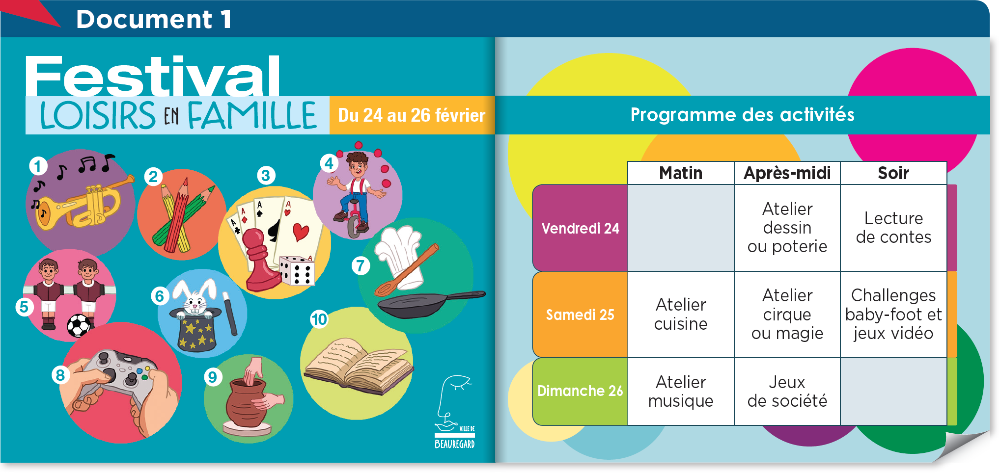 Document 1
Festival
LOISIRS EN FAMILLE
Du 24 au 26 février
1
2
3
4
5
6
7
8
9
10
A
A
A
A
A
VILLE DE
BEAUREGARD
Programme des activités
Matin
Après-midi
Soir
Vendredi 24
Atelier
dessin
ou poterie
Lecture
de contes
Samedi 25
Atelier
cuisine
Atelier
cirque
ou magie
Challenges
baby-foot et
jeux vidéo
Dimanche 26
Atelier
musique
Jeux
de société